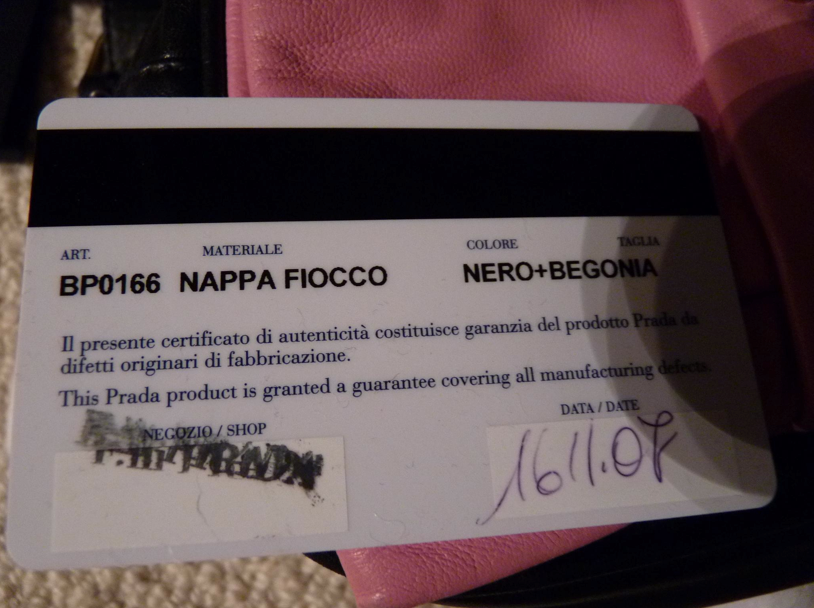 ART. MATERIALE COLORE TAGLIA
BP0166 NAPPA FIOCCO NERO+BEGONIA
Il presente certificato di autenticità costituisce garanzia del prodotto Prada da
difetti originari di fabbricazione.
This Prada product is granted a guarantee covering all manufacturing defects.
NEGOZIO / SHOP DATA / DATE
1611.07